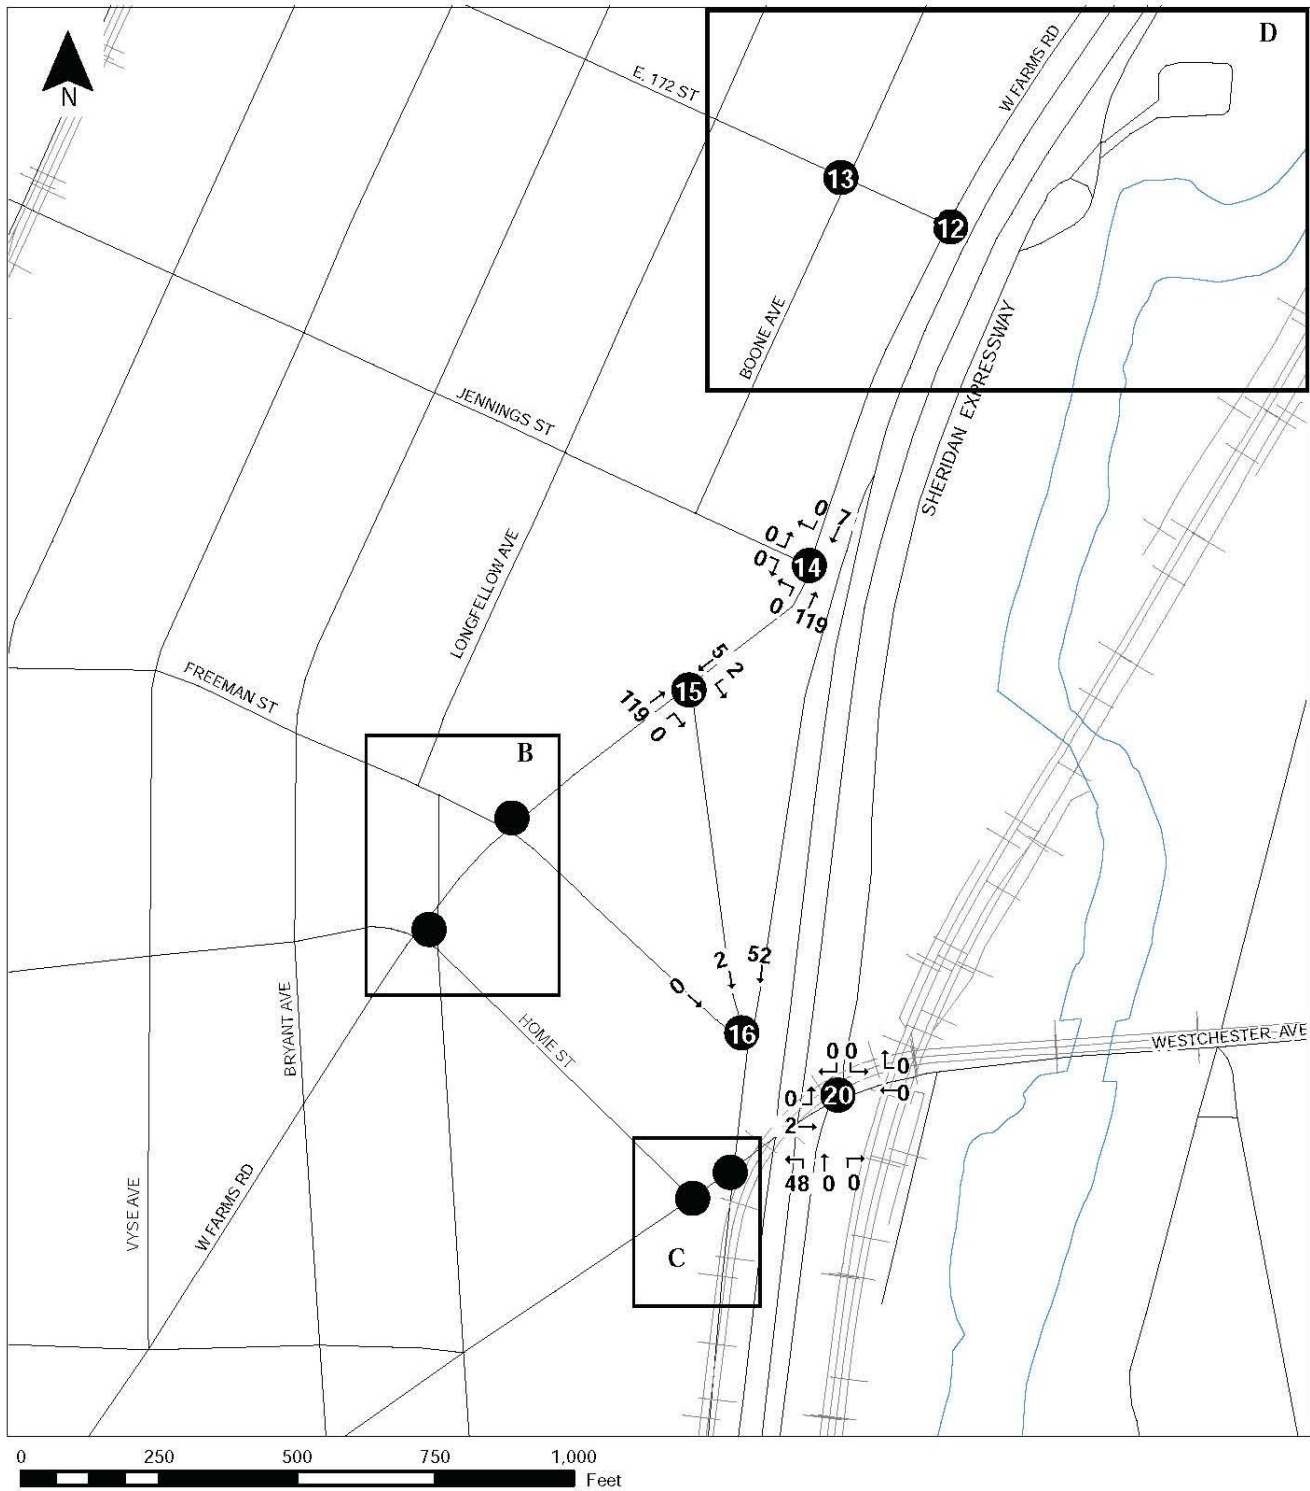 D
N
E. 172 ST
W FARMS RD
13
12
BOONE AVE
SHERIDAN EXPRESSWAY
JENNINGS ST
LONGFELLOW AVE
0 7
0
0
14
0 119
FREEMAN ST
5 2
15
119 0
B
2 52
0
16
BRYANT AVE
HOME ST
WESTCHESTER AVE
0 0 0
0 20 0
2
48 0 0
VYSE AVE
W FARMS RD
C
0 250 500 750 1,000
Feet